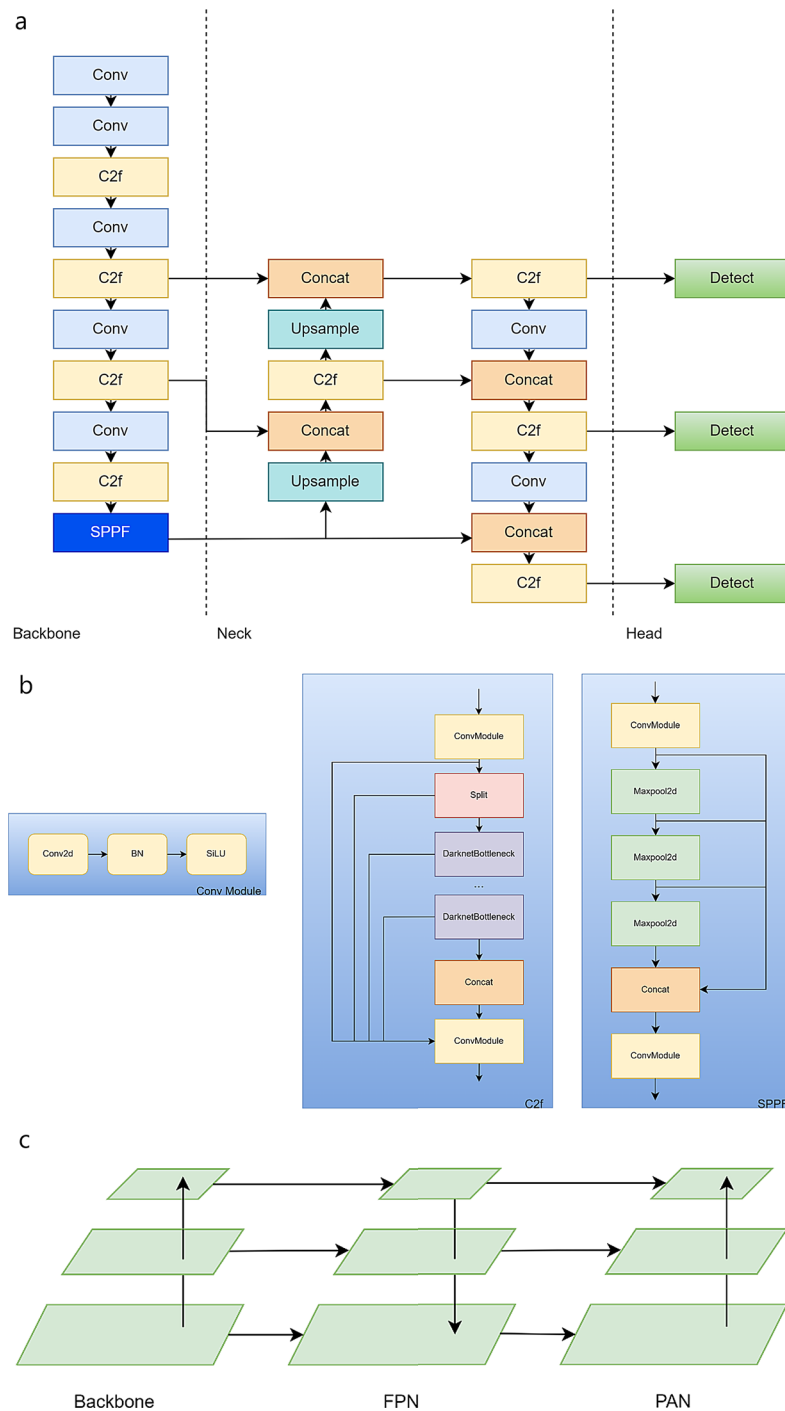 a
Conv
Conv
C2f
Conv
C2f
Concat
C2f
Detect
Conv
Upsample
Conv
C2f
C2f
Concat
Conv
Concat
C2f
Detect
C2f
Upsample
Conv
SPPF
Concat
C2f
Detect
Backbone
Neck
Head
b
Conv2d
BN
SiLU
Conv Module
ConvModule
Split
DarknetBottleneck
...
DarknetBottleneck
Concat
ConvModule
C2f
ConvModule
Maxpool2d
Maxpool2d
Maxpool2d
Concat
ConvModule
SPPF
c
Backbone
FPN
PAN